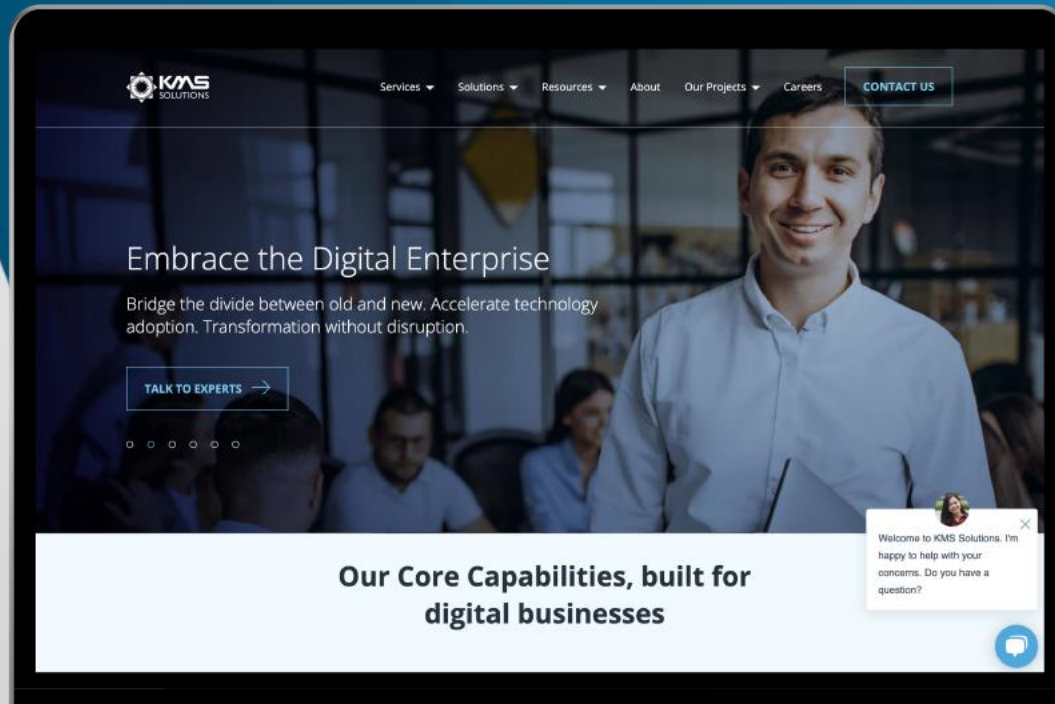 KMS
SOLUTIONS
Services
Solutions
Resources
About
Our Projects
Careers
CONTACT US
Embrace the Digital Enterprise
Bridge the divide between old and new. Accelerate technology
adoption. Transformation without disruption.
TALK TO EXPERTS
Welcome to KMS Solutions. I'm
happy to help with your
concerns. Do you have a
question?
Our Core Capabilities, built for
digital businesses